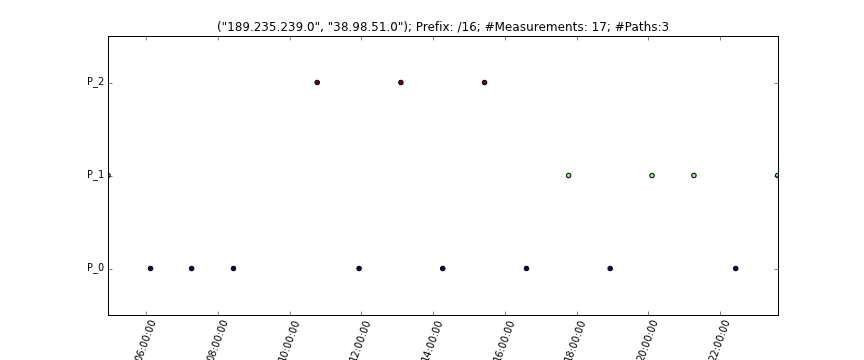 ("189.235.239.0", "38.98.51.0"); Prefix: /16; #Measurements: 17; #Paths:3
P_2
P_1
P_0
06:00:00
08:00:00
10:00:00
12:00:00
14:00:00
16:00:00
18:00:00
20:00:00
22:00:00